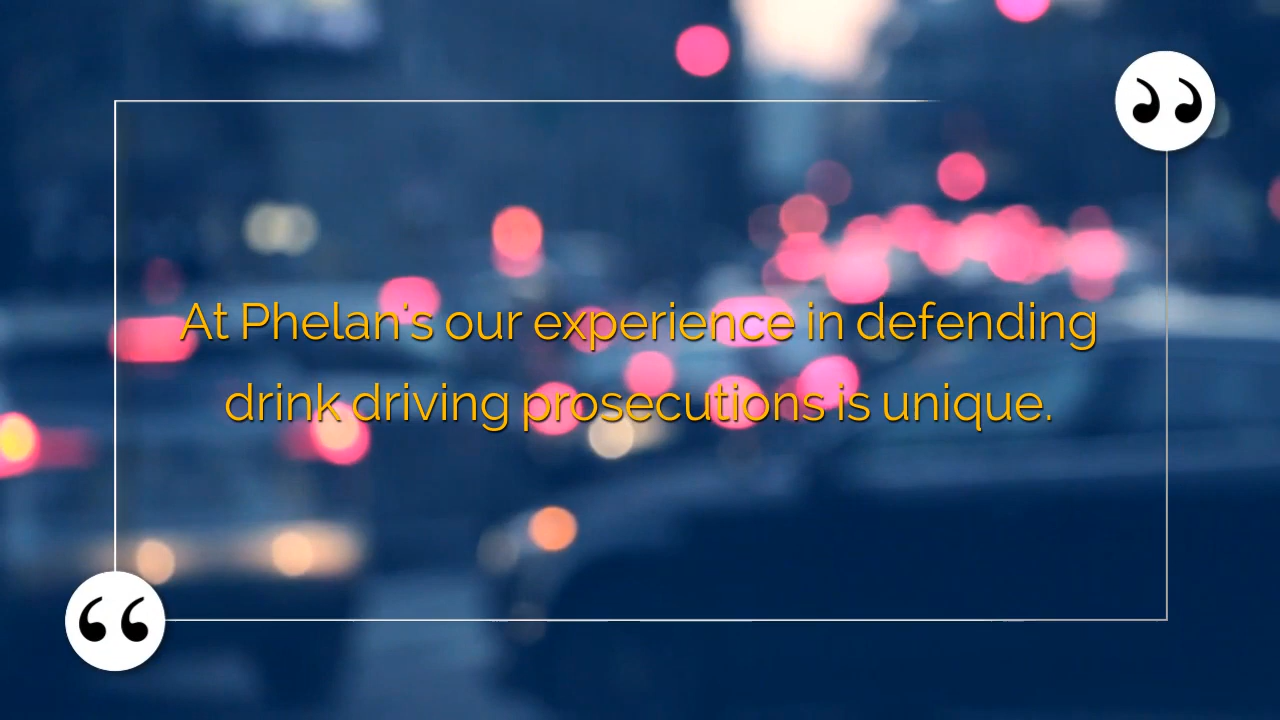 At Phelan's our experience in defending
drink driving prosecutions is unique.